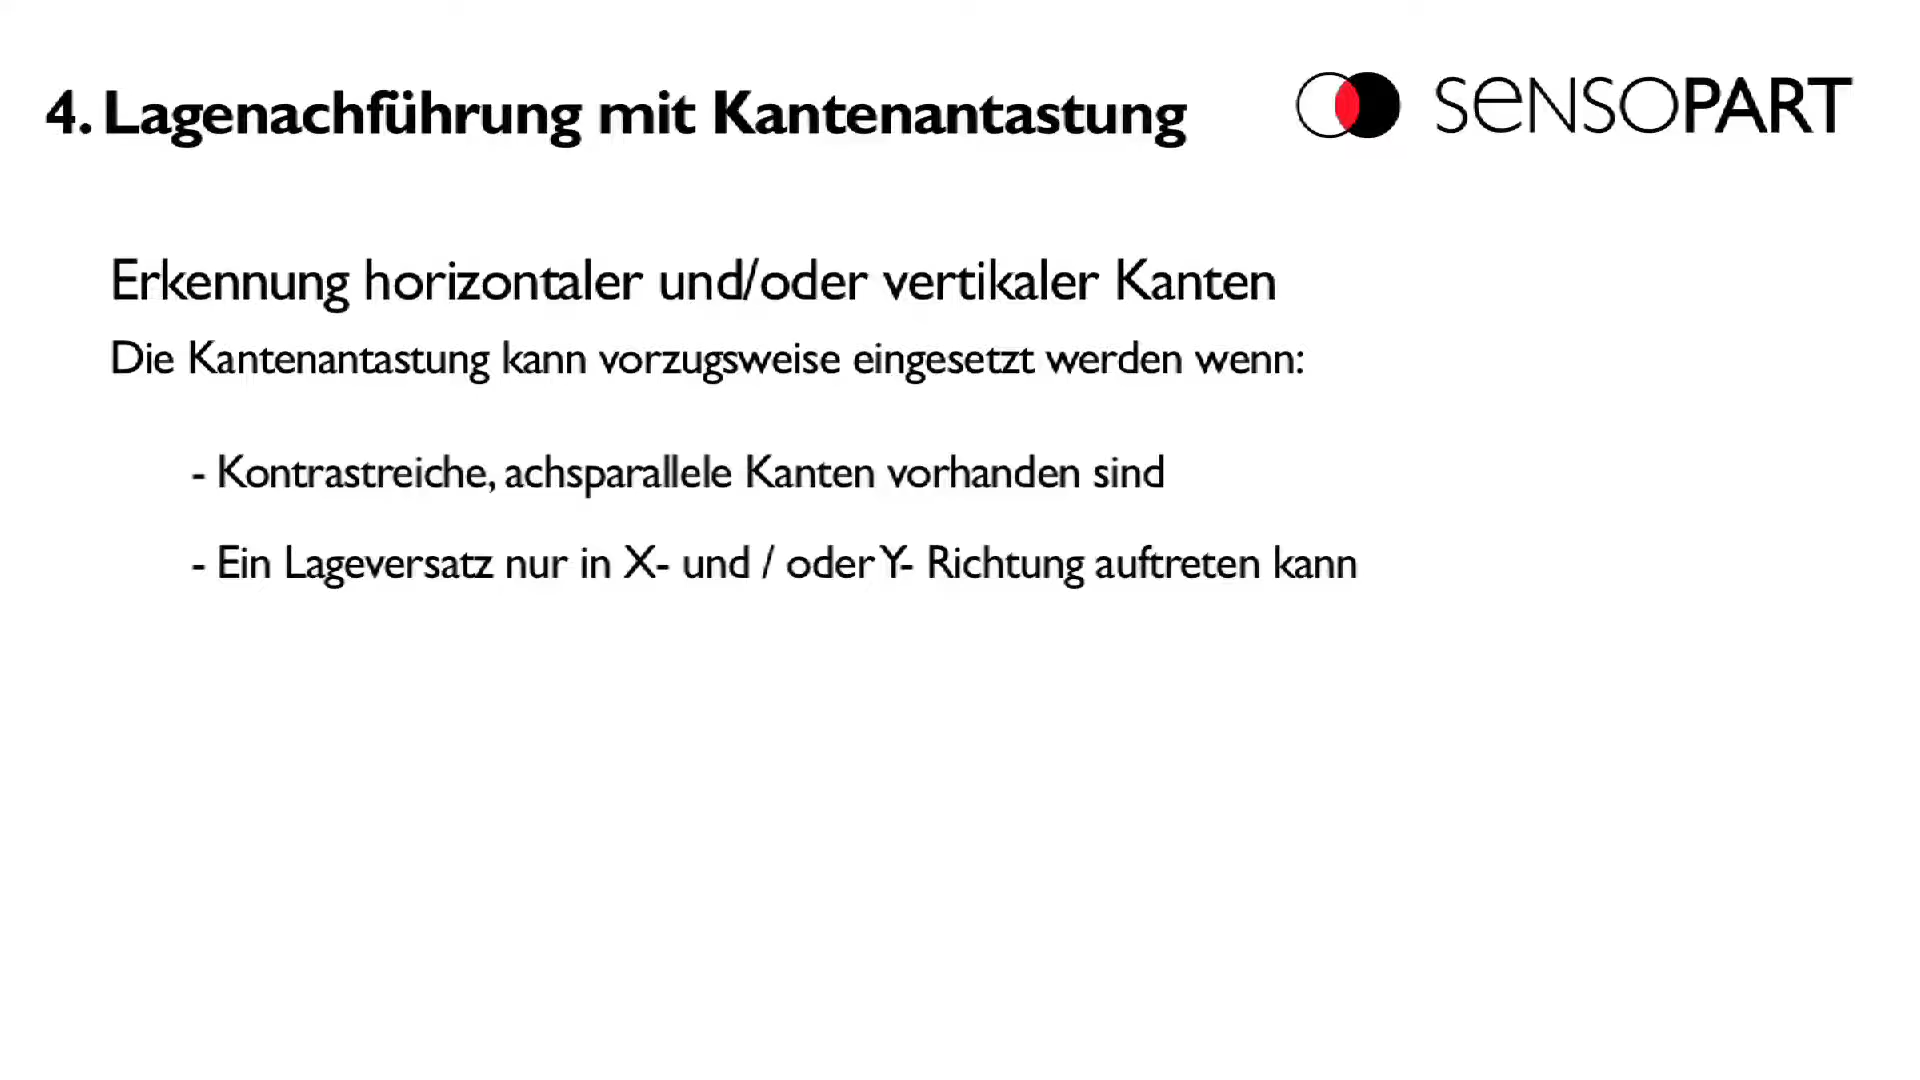 4. Lagenachführung mit Kantenantastung
SENSOPART
Erkennung horizontaler und/oder vertikaler Kanten
Die Kantenantastung kann vorzugsweise eingesetzt werden wenn:
- Kontrastreiche, achsparallele Kanten vorhanden sind
- Ein Lageversatz nur in X- und / oder Y- Richtung auftreten kann